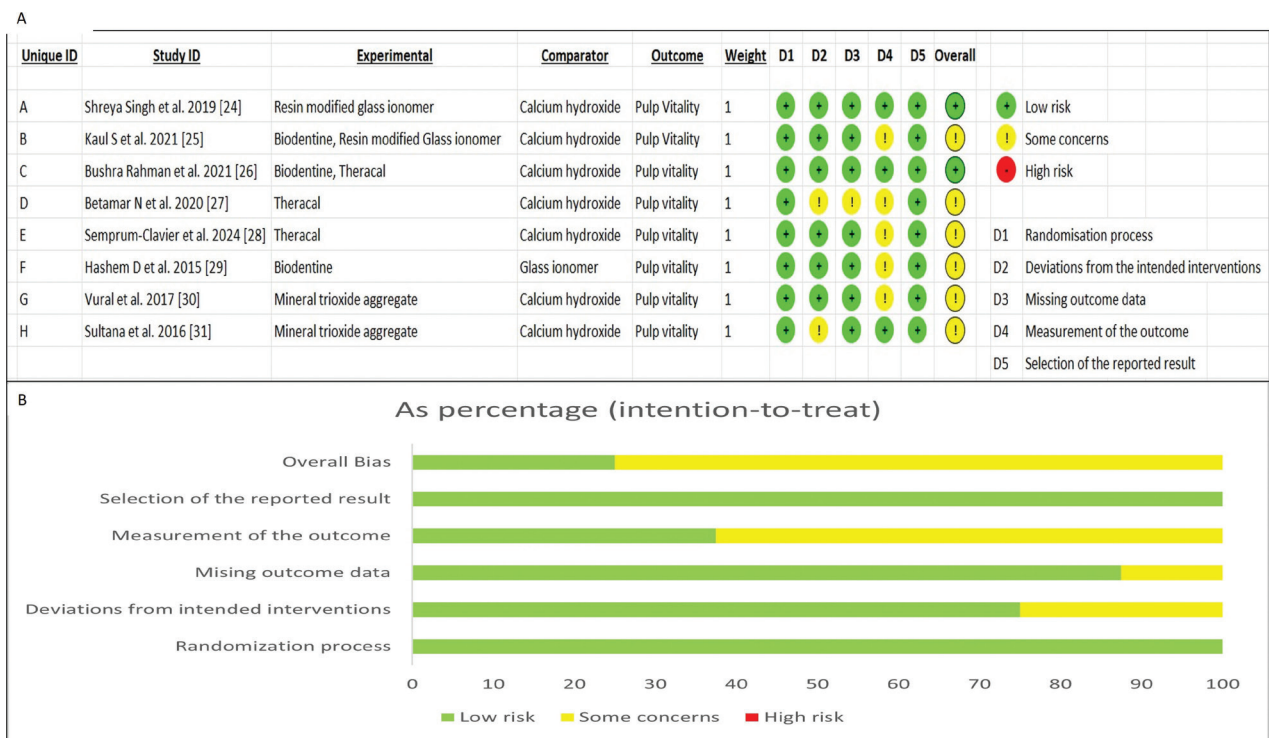 A
Unique ID Study ID Experimental Comparator Outcome Weight D1 D2 D3 D4 D5 Overall
A Shreya Singh et al. 2019 [24] Resin modified glass ionomer Calcium hydroxide Pulp Vitality 1 + + + + + + + Low risk
B Kaul S et al. 2021 [25] Biodentine, Resin modified Glass ionomer Calcium hydroxide Pulp Vitality 1 + + + ! + ! ! Some concerns
C Bushra Rahman et al. 2021 [26] Biodentine, Theracal Calcium hydroxide Pulp vitality 1 + + + + + + - High risk
D Betamar N et al. 2020 [27] Theracal Calcium hydroxide Pulp vitality 1 + ! ! ! + !
E Semprum-Clavier et al. 2024 [28] Theracal Calcium hydroxide Pulp vitality 1 + + + ! + ! D1 Randomisation process
F Hashem D et al. 2015 [29] Biodentine Glass ionomer Pulp vitality 1 + + + ! + ! D2 Deviations from the intended interventions
G Vural et al. 2017 [30] Mineral trioxide aggregate Calcium hydroxide Pulp vitality 1 + + + ! + ! D3 Missing outcome data
H Sultana et al. 2016 [31] Mineral trioxide aggregate Calcium hydroxide Pulp vitality 1 + ! + + + ! D4 Measurement of the outcome
D5 Selection of the reported result
B
As percentage (intention-to-treat)
Overall Bias
Selection of the reported result
Measurement of the outcome
Mising outcome data
Deviations from intended interventions
Randomization process
0 10 20 30 40 50 60 70 80 90 100
Low risk Some concerns High risk